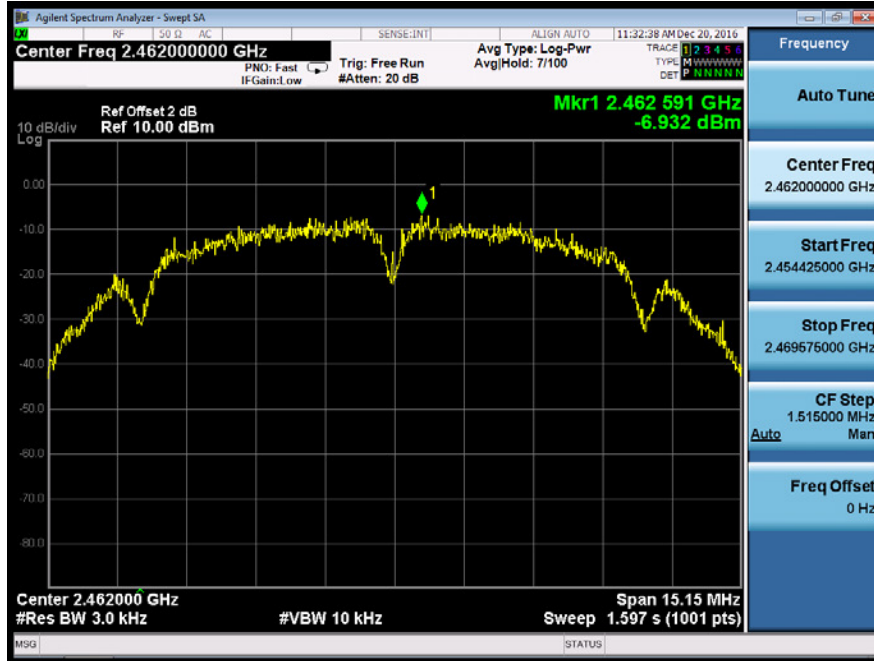 Agilent Spectrum Analyzer - Swept SA
LXI RF 50 Ω AC SENSE:INT ALIGN AUTO 11:32:38 AM Dec 20, 2016
Center Freq 2.462000000 GHz
PNO: Fast
IFGain:Low
Trig: Free Run
#Atten: 20 dB
Avg Type: Log-Pwr
Avg|Hold: 7/100
TRACE 1 2 3 4 5 6
TYPE M WWWWW
DET P N N N N N
Ref Offset 2 dB
Ref 10.00 dBm
10 dB/div
Log
Mkr1 2.462 591 GHz
-6.932 dBm
1
0.00
-10.0
-20.0
-30.0
-40.0
-50.0
-60.0
-70.0
-80.0
Center 2.462000 GHz
Span 15.15 MHz
#Res BW 3.0 kHz
#VBW 10 kHz
Sweep 1.597 s (1001 pts)
MSG
STATUS
Frequency
Auto Tune
Center Freq
2.462000000 GHz
Start Freq
2.454425000 GHz
Stop Freq
2.469575000 GHz
CF Step
1.515000 MHz
Auto Man
Freq Offset
0 Hz